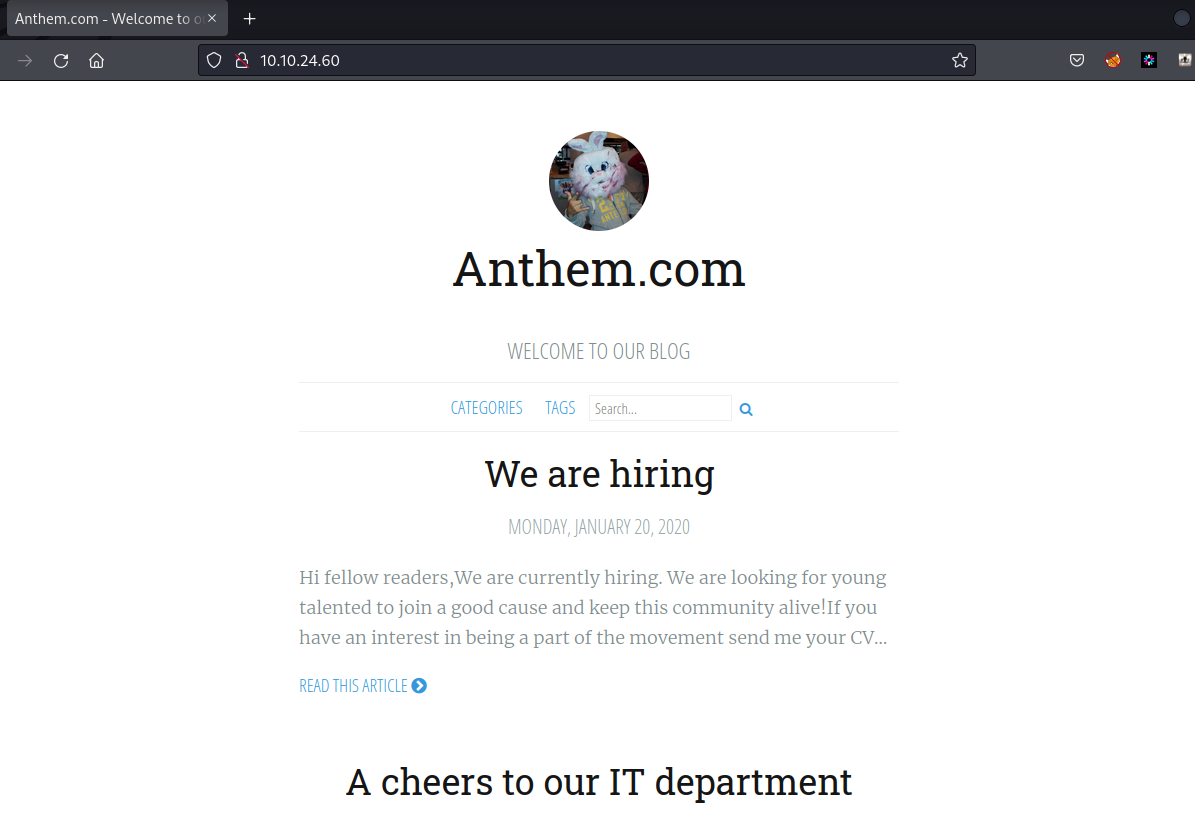 Anthem.com - Welcome to o
10.10.24.60
Anthem.com
WELCOME TO OUR BLOG
CATEGORIES TAGS Search...
We are hiring
MONDAY, JANUARY 20, 2020
Hi fellow readers,We are currently hiring. We are looking for young
talented to join a good cause and keep this community alive!If you
have an interest in being a part of the movement send me your CV...
READ THIS ARTICLE
A cheers to our IT department